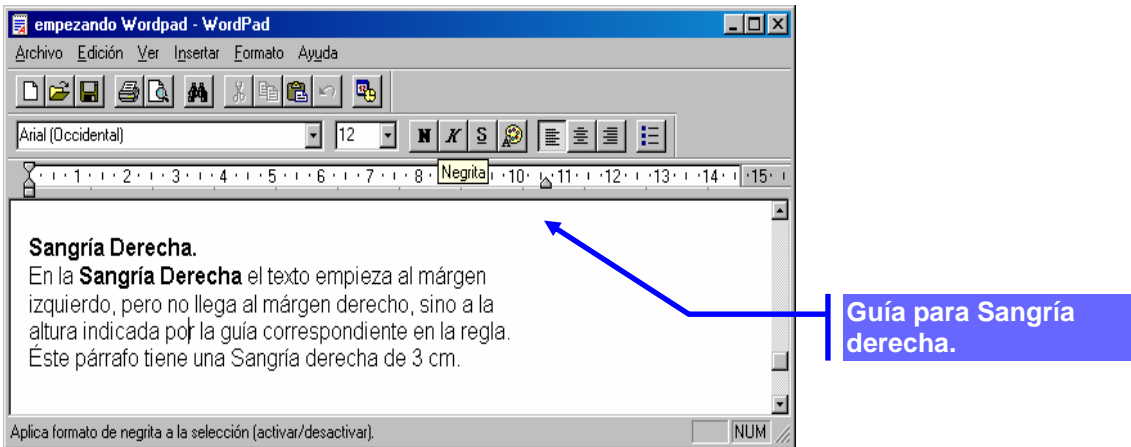 empezando Wordpad - WordPad
Archivo Edición Ver Insertar Formato Ayuda
Arial (Occidental) 12 N K S
1 2 3 4 5 6 7 8 Negrita 10 11 12 13 14 15
Sangría Derecha.
En la Sangría Derecha el texto empieza al márgen
izquierdo, pero no llega al márgen derecho, sino a la
altura indicada por la guía correspondiente en la regla.
Éste párrafo tiene una Sangría derecha de 3 cm.
Guía para Sangría
derecha.
Aplica formato de negrita a la selección (activar/desactivar). NUM